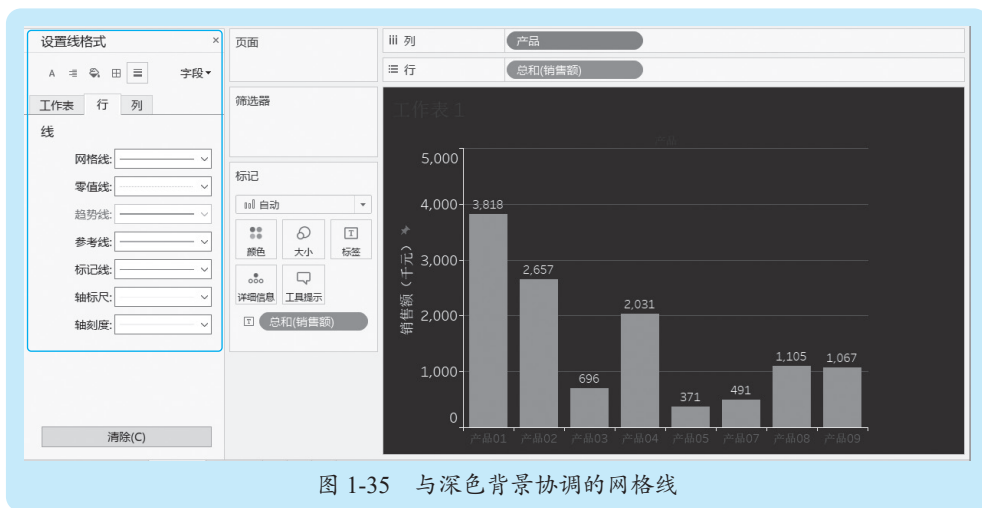 设置线格式 ×
字段
工作表 行 列
线
网格线:
零值线:
趋势线:
参考线:
标记线:
轴标尺:
轴刻度:
清除(C)
页面
筛选器
标记
自动
颜色 大小 标签
详细信息 工具提示
总和(销售额)
列 产品
行 总和(销售额)
工作表 1
产品
销售额（千元）
5,000
4,000
3,000
2,000
1,000
0
3,818
2,657
696
2,031
371
491
1,105
1,067
产品01 产品02 产品03 产品04 产品05 产品07 产品08 产品09
图 1-35 与深色背景协调的网格线